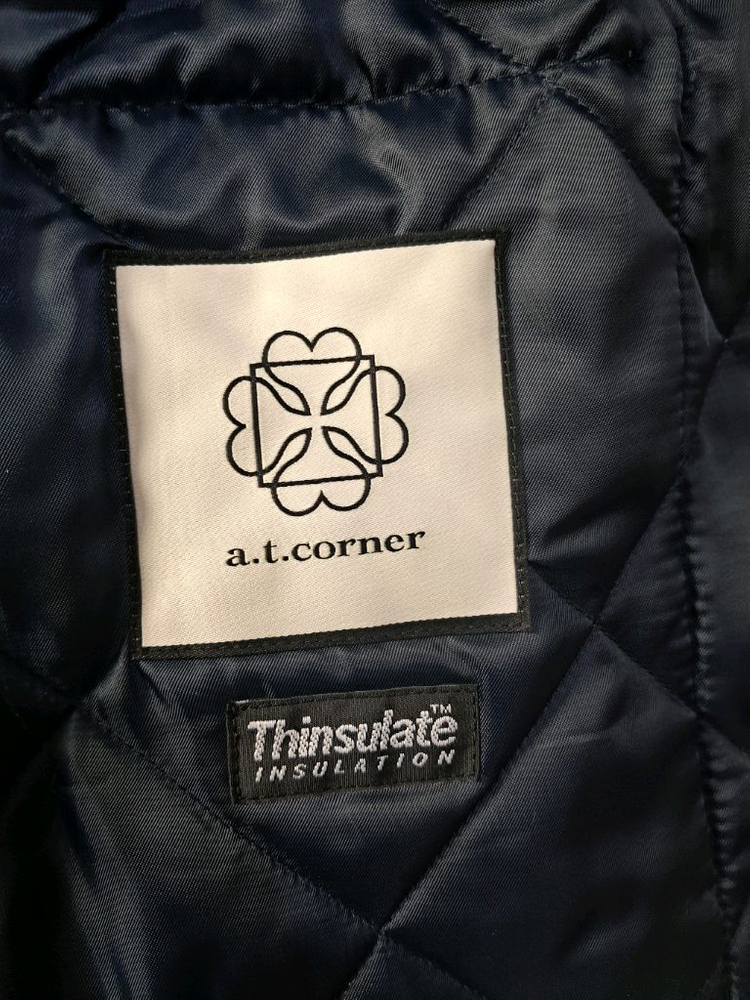 a.t.corner
Thinsulate™
INSULATION